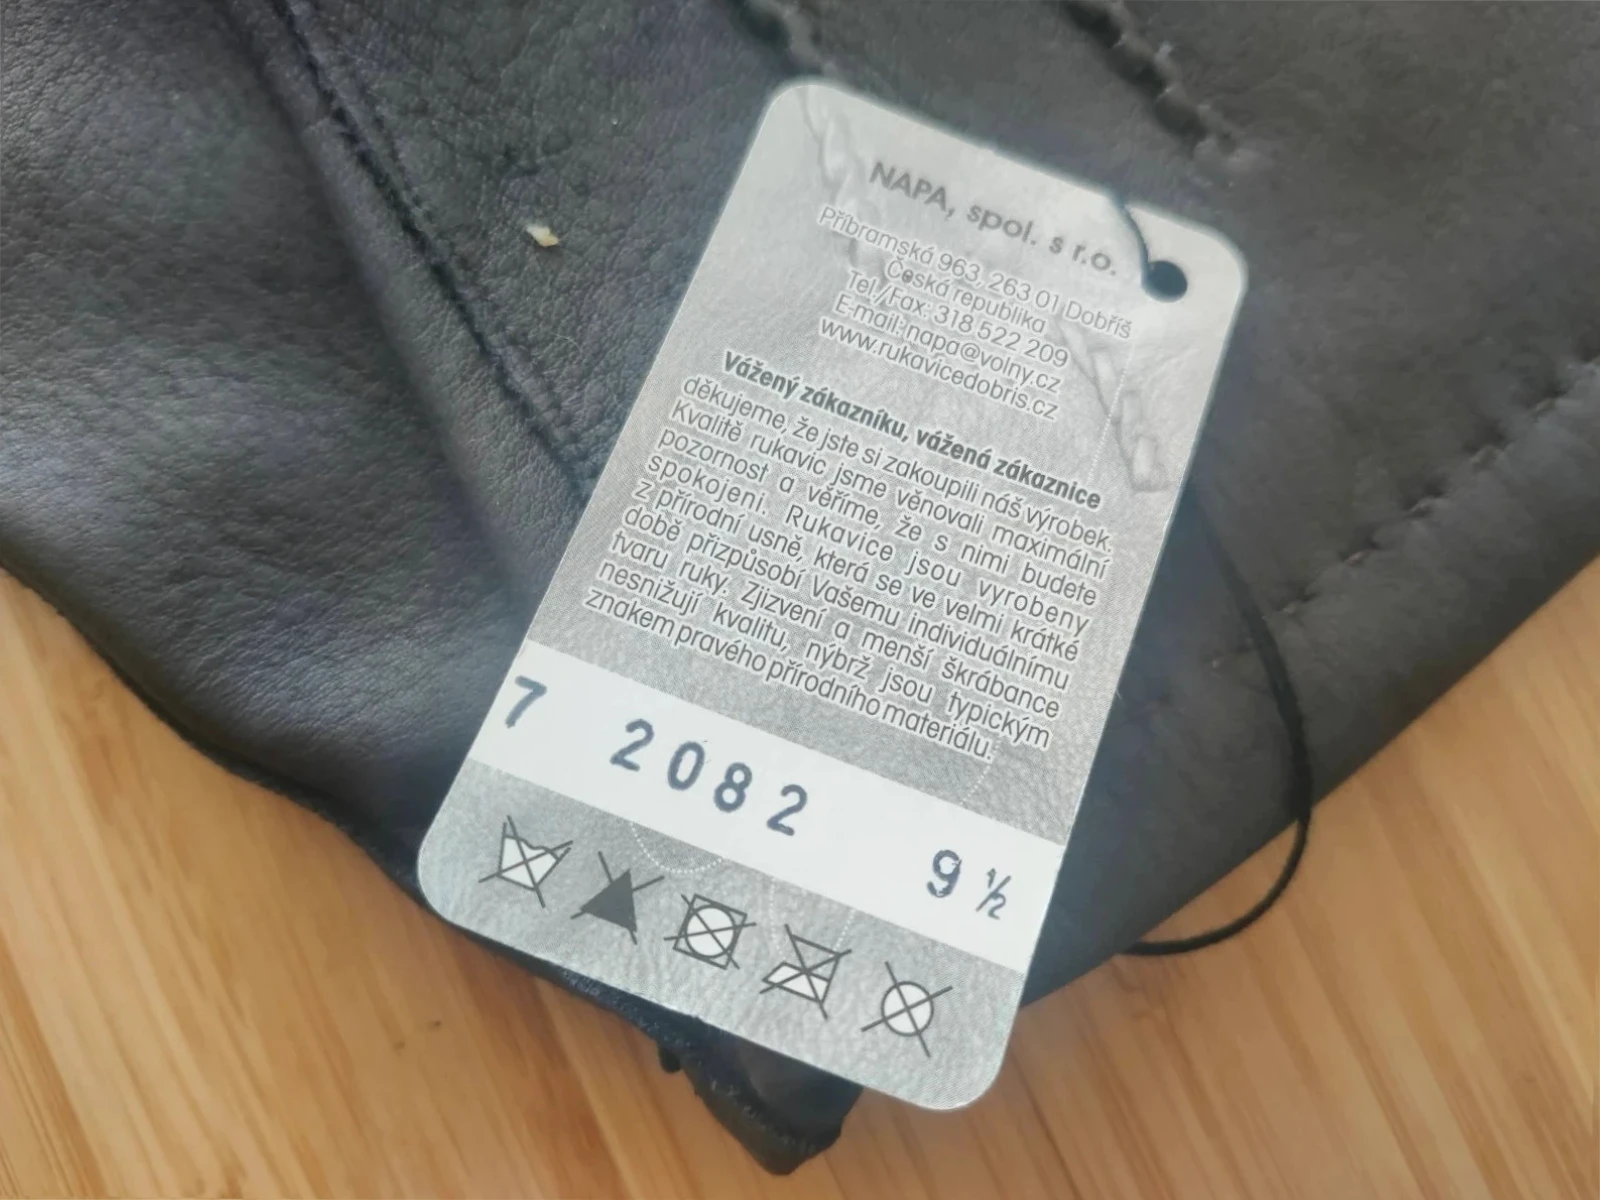 NAPA, spol. s r.o.
Příbramská 963, 263 01 Dobříš
Česká republika
Tel./Fax: 318 522 209
E-mail: napa@volny.cz
www.rukavicedobris.cz
Vážený zákazníku, vážená zákaznice
děkujeme, že jste si zakoupili náš výrobek.
Kvalitě rukavic jsme věnovali maximální
pozornost a věříme, že s nimi budete
spokojeni. Rukavice jsou vyrobeny
z přírodní usně, která se ve velmi krátké
době přizpůsobí Vašemu individuálnímu
tvaru ruky. Zjizvení a menší škrábance
nesnižují kvalitu, nýbrž jsou typickým
znakem pravého přírodního materiálu.
7 2082 9 ½